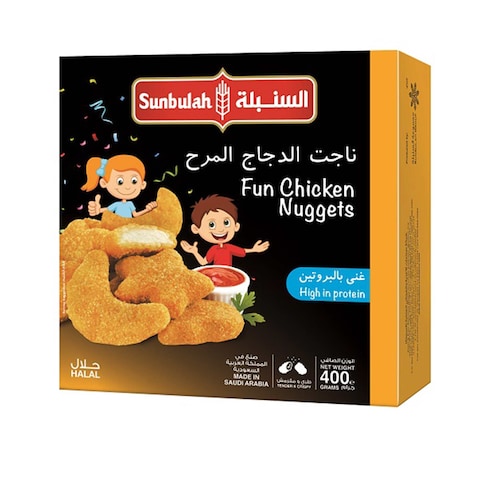 Sunbulah السنبلة
ناجت الدجاج المرح
Fun Chicken
Nuggets
غني بالبروتين
High in protein
حلال
HALAL
صنع في
المملكة العربية
السعودية
MADE IN
SAUDI ARABIA
طري و مقرمش
TENDER & CRISPY
الوزن الصافي
NET WEIGHT
400 جرام
GRAMS